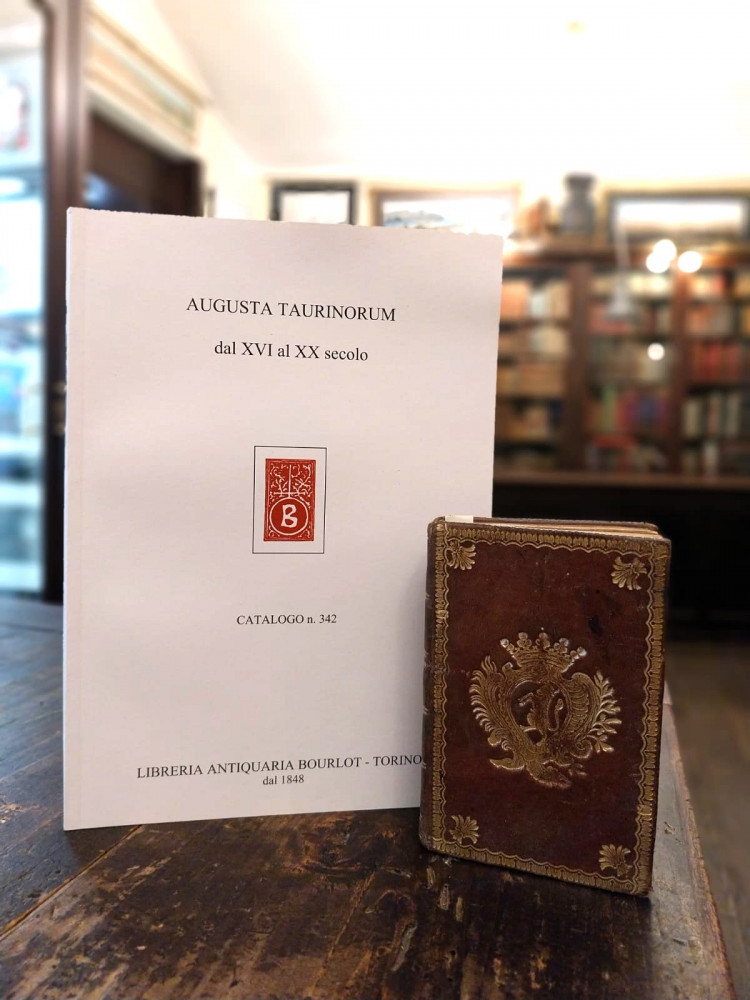 AUGUSTA TAURINORUM
dal XVI al XX secolo
B
CATALOGO n. 342
LIBRERIA ANTIQUARIA BOURLOT - TORINO
dal 1848